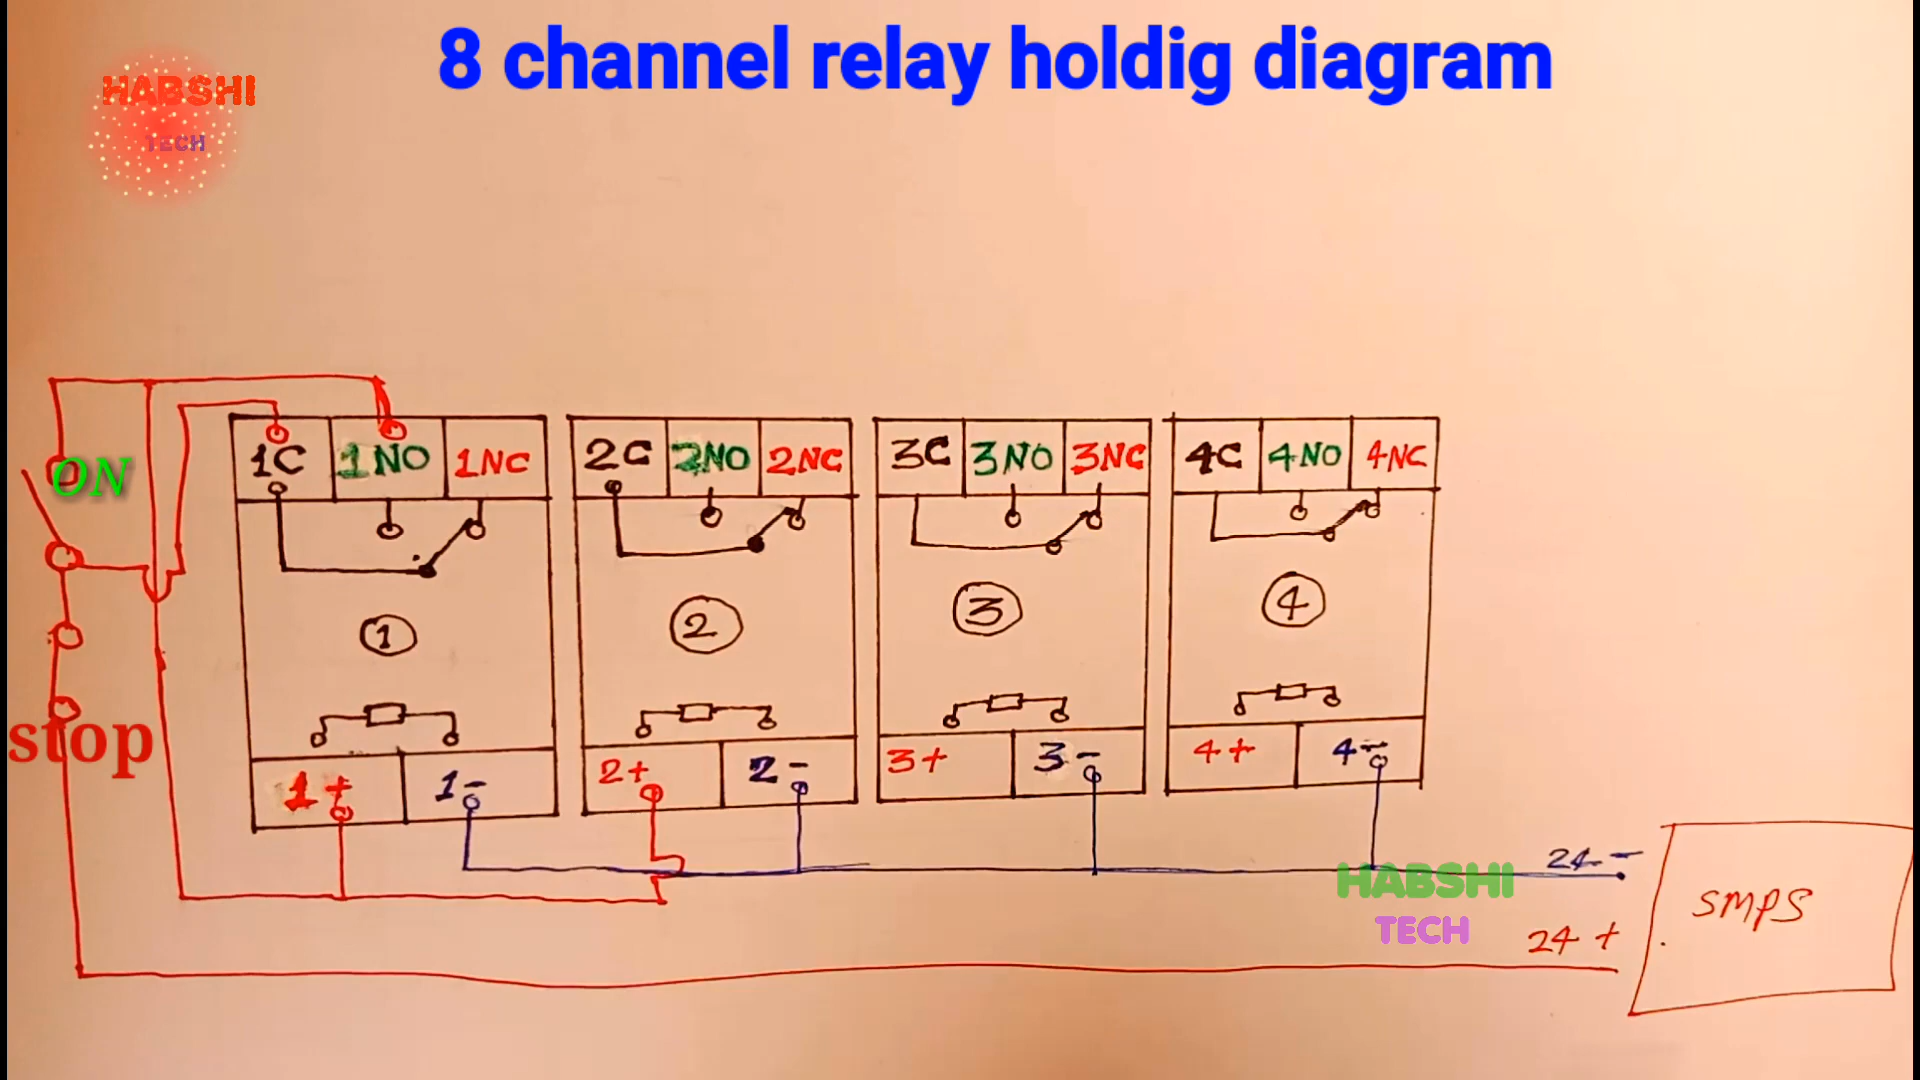 8 channel relay holdig diagram
HABSHI
TECH
ON
1C 1NO 1NC
2C 2NO 2NC
3C 3NO 3NC
4C 4NO 4NC
1
2
3
4
stop
1+ 1-
2+ 2-
3+ 3-
4+ 4-
24-
HABSHI
TECH
24+
SMPS